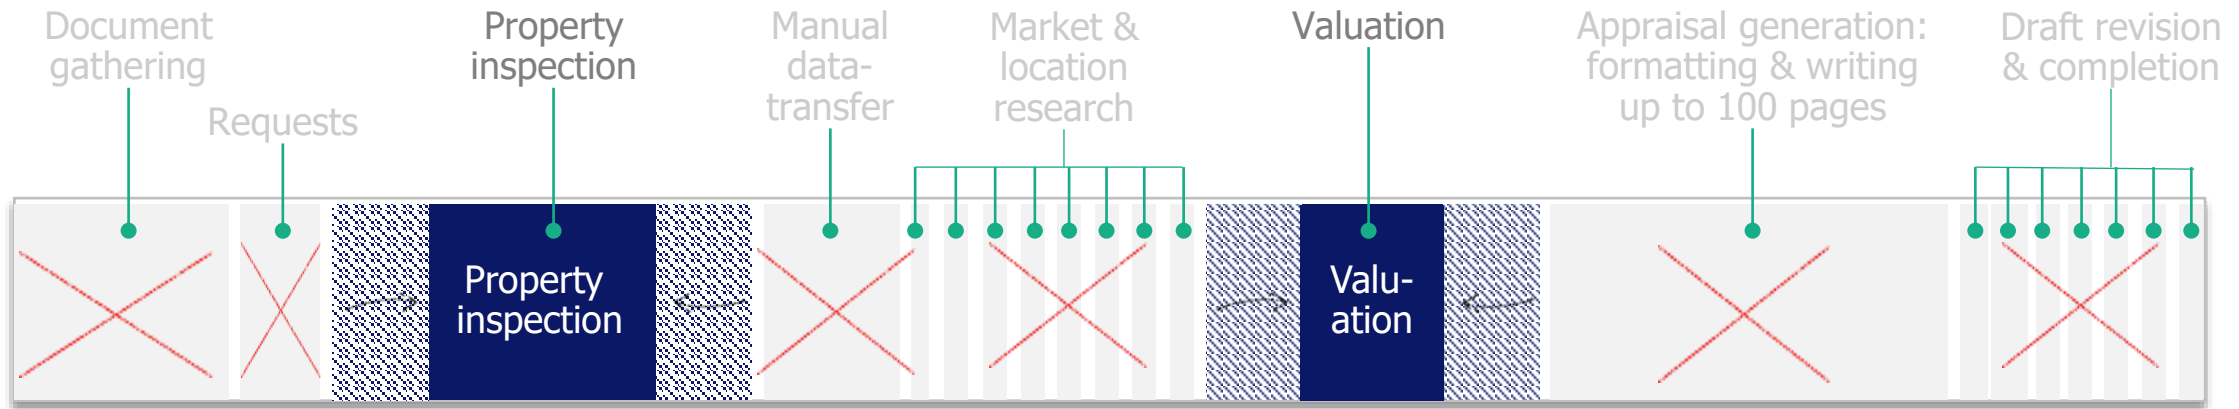 Document
gathering
Requests
Property
inspection
Manual
data-
transfer
Market &
location
research
Valuation
Appraisal generation:
formatting & writing
up to 100 pages
Draft revision
& completion
Property
inspection
Valu-
ation